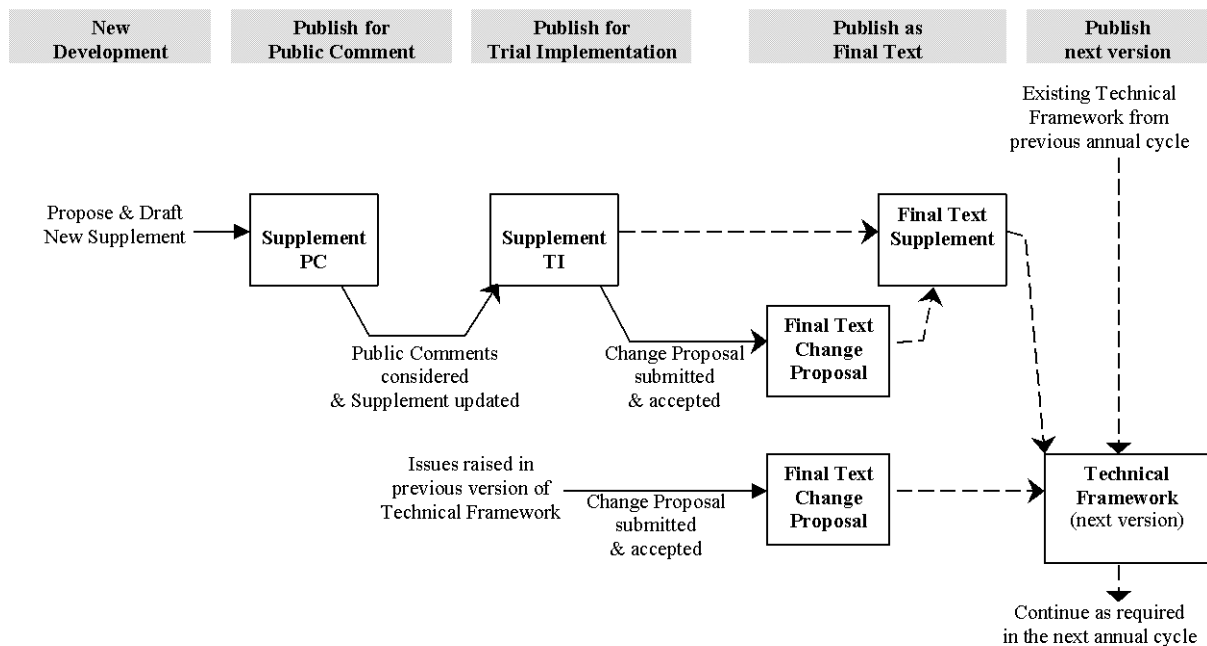 New
Development
Publish for
Public Comment
Publish for
Trial Implementation
Publish as
Final Text
Publish
next version
Existing Technical
Framework from
previous annual cycle
Propose & Draft
New Supplement
Supplement
PC
Supplement
TI
Final Text
Supplement
Public Comments
considered
& Supplement updated
Change Proposal
submitted
& accepted
Final Text
Change
Proposal
Issues raised in
previous version of
Technical Framework
Change Proposal
submitted
& accepted
Final Text
Change
Proposal
Technical
Framework
(next version)
Continue as required
in the next annual cycle